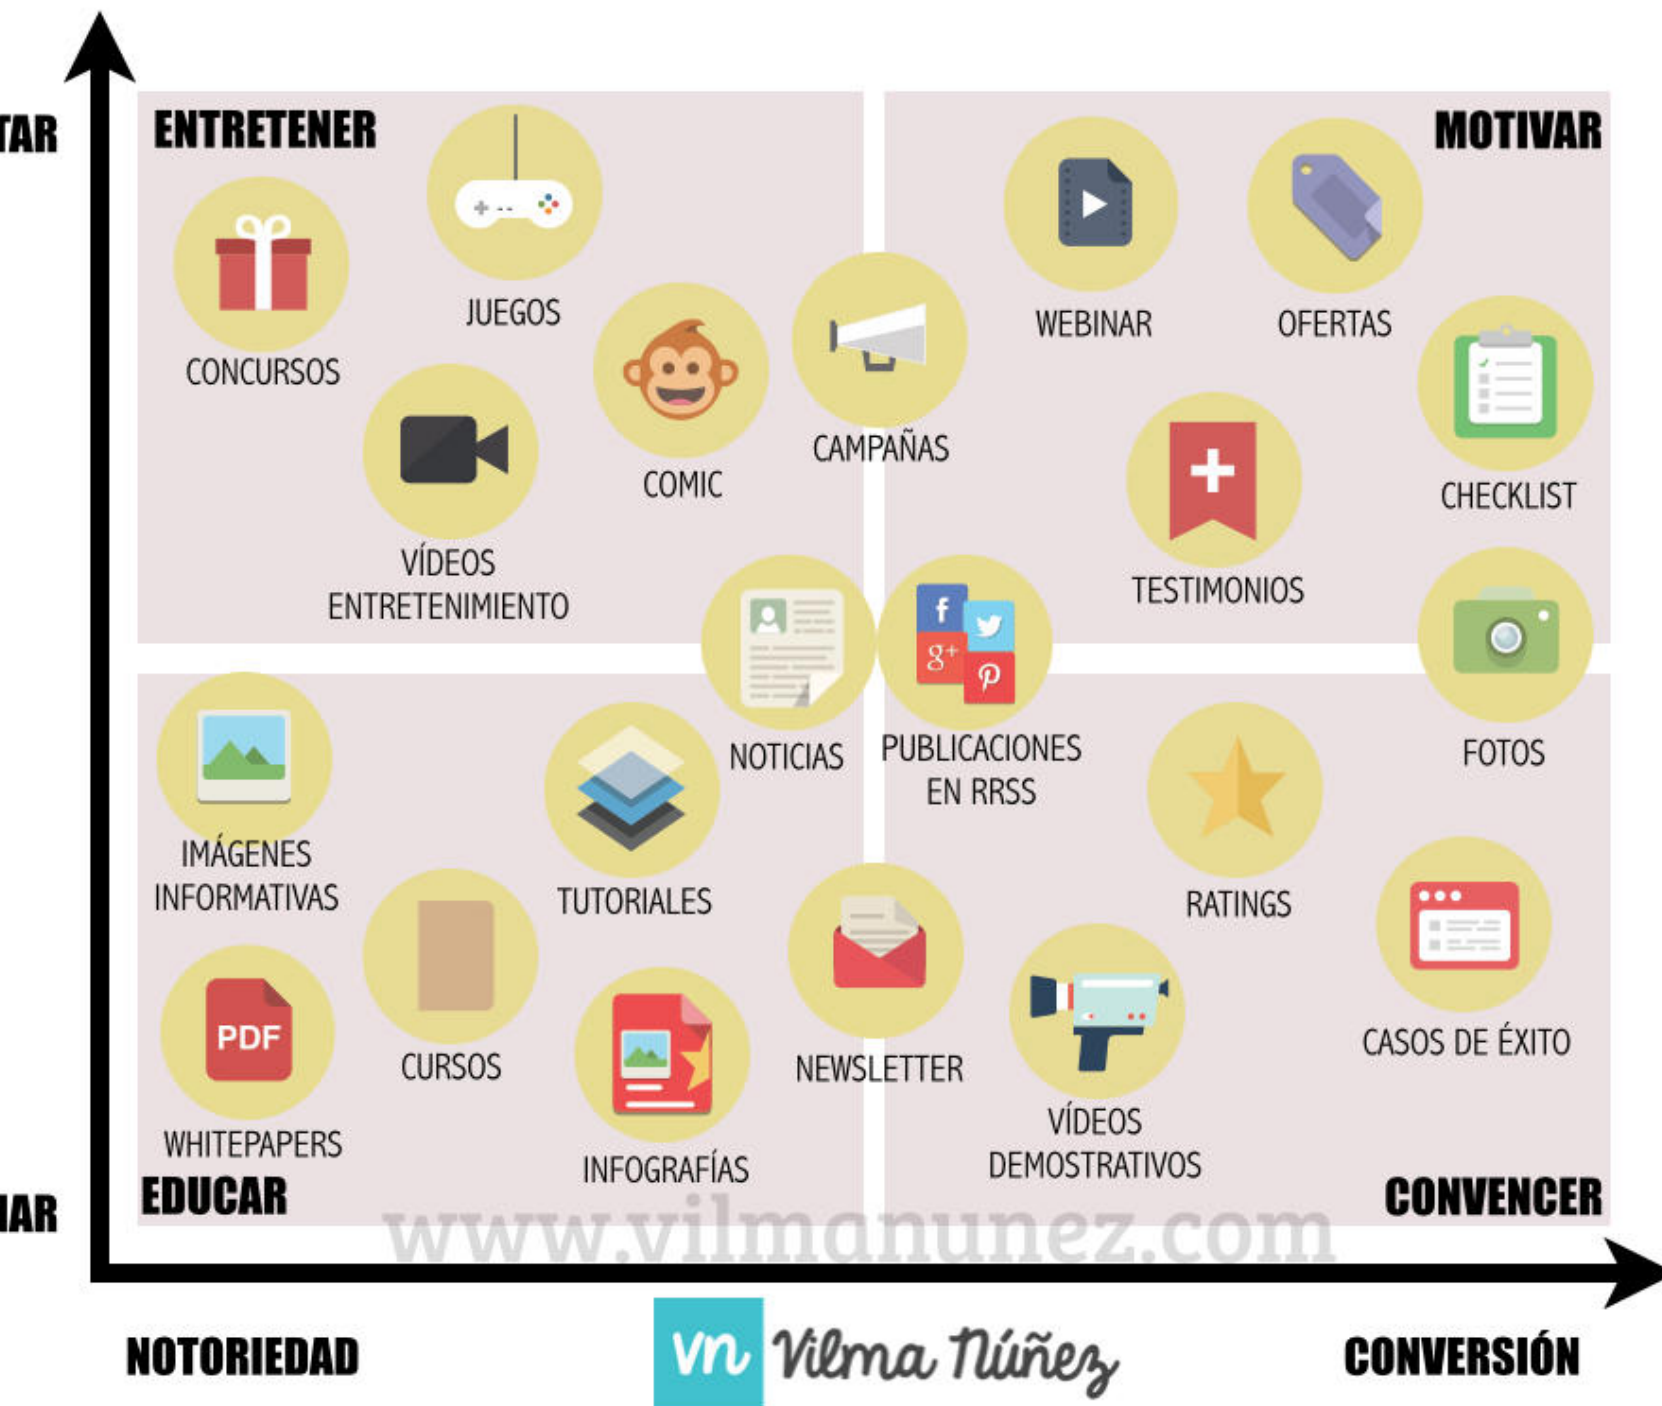 TAR
ENTRETENER
MOTIVAR
JUEGOS
CONCURSOS
WEBINAR
OFERTAS
CAMPAÑAS
COMIC
CHECKLIST
VÍDEOS
ENTRETENIMIENTO
TESTIMONIOS
f
g+
NOTICIAS
PUBLICACIONES
EN RRSS
FOTOS
IMÁGENES
INFORMATIVAS
TUTORIALES
RATINGS
PDF
CURSOS
NEWSLETTER
CASOS DE ÉXITO
WHITEPAPERS
INFOGRAFÍAS
VÍDEOS
DEMOSTRATIVOS
EDUCAR
CONVENCER
www.vilmanunez.com
NOTORIEDAD
vn Vilma Núñez
CONVERSIÓN